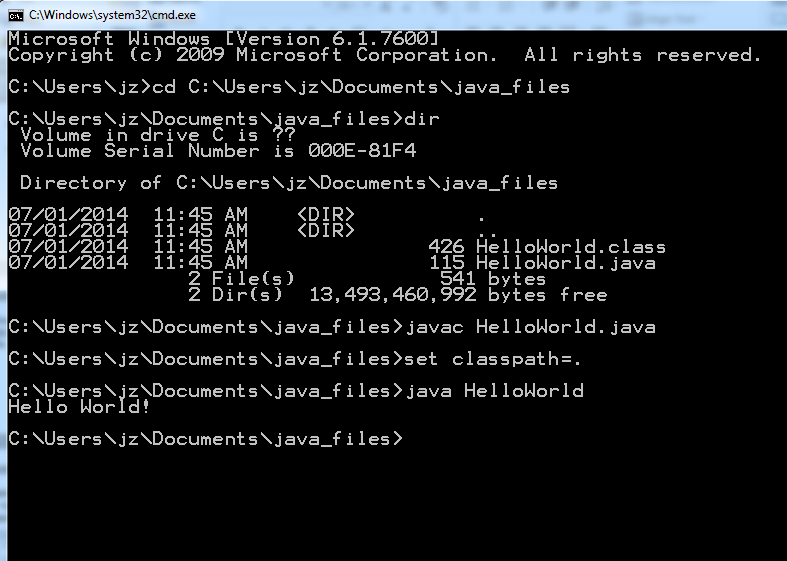 C:\Windows\system32\cmd.exe
Microsoft Windows [Version 6.1.7600]
Copyright (c) 2009 Microsoft Corporation.  All rights reserved.
C:\Users\jz>cd C:\Users\jz\Documents\java_files
C:\Users\jz\Documents\java_files>dir
 Volume in drive C is ??
 Volume Serial Number is 000E-81F4
 Directory of C:\Users\jz\Documents\java_files
07/01/2014  11:45 AM    <DIR>          .
07/01/2014  11:45 AM    <DIR>          ..
07/01/2014  11:45 AM               426 HelloWorld.class
07/01/2014  11:45 AM               115 HelloWorld.java
               2 File(s)            541 bytes
               2 Dir(s)  13,493,460,992 bytes free
C:\Users\jz\Documents\java_files>javac HelloWorld.java
C:\Users\jz\Documents\java_files>set classpath=.
C:\Users\jz\Documents\java_files>java HelloWorld
Hello World!
C:\Users\jz\Documents\java_files>